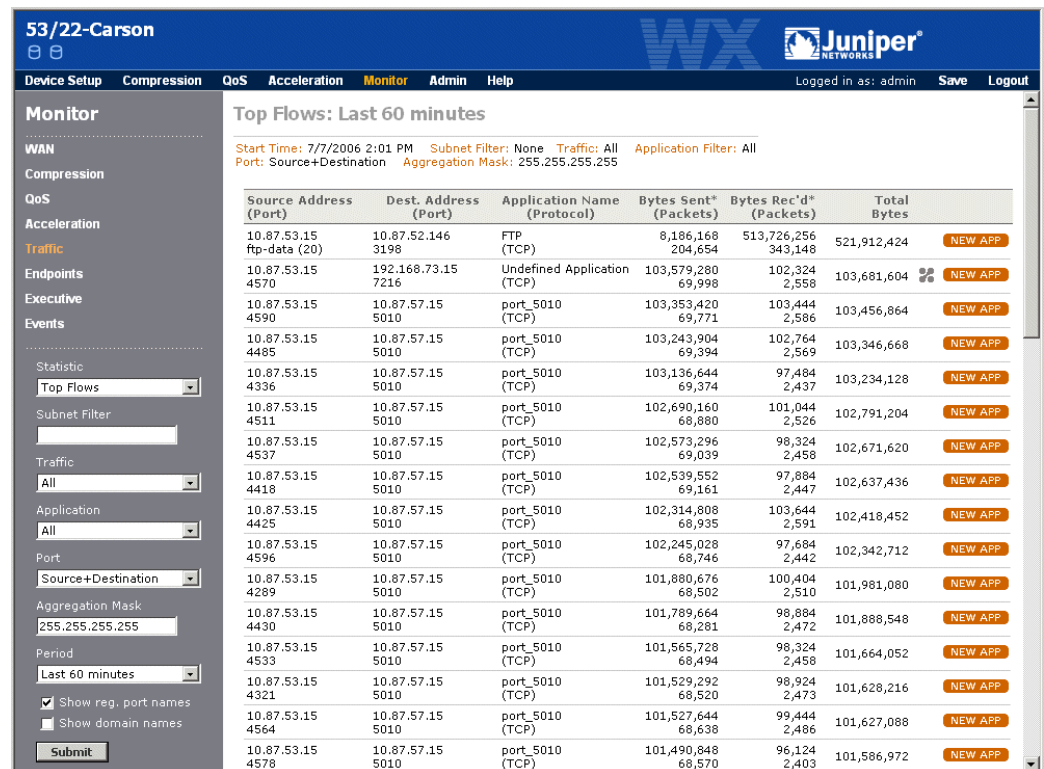 53/22-Carson
WX
Juniper®
NETWORKS
Device Setup Compression QoS Acceleration Monitor Admin Help Logged in as: admin Save Logout
Monitor
WAN
Compression
QoS
Acceleration
Traffic
Endpoints
Executive
Events
Statistic
Top Flows
Subnet Filter
Traffic
All
Application
All
Port
Source+Destination
Aggregation Mask
255.255.255.255
Period
Last 60 minutes
Show reg. port names
Show domain names
Submit
Top Flows: Last 60 minutes
Start Time: 7/7/2006 2:01 PM Subnet Filter: None Traffic: All Application Filter: All
Port: Source+Destination Aggregation Mask: 255.255.255.255
Source Address Dest. Address Application Name Bytes Sent* Bytes Rec'd* Total
(Port) (Port) (Protocol) (Packets) (Packets) Bytes
10.87.53.15 10.87.52.146 FTP 8,186,168 513,726,256 521,912,424 NEW APP
ftp-data (20) 3198 (TCP) 204,654 343,148
10.87.53.15 192.168.73.15 Undefined Application 103,579,280 102,324 103,681,604 NEW APP
4570 7216 (TCP) 69,998 2,558
10.87.53.15 10.87.57.15 port_5010 103,353,420 103,444 103,456,864 NEW APP
4590 5010 (TCP) 69,771 2,586
10.87.53.15 10.87.57.15 port_5010 103,243,904 102,764 103,346,668 NEW APP
4485 5010 (TCP) 69,394 2,569
10.87.53.15 10.87.57.15 port_5010 103,136,644 97,484 103,234,128 NEW APP
4336 5010 (TCP) 69,374 2,437
10.87.53.15 10.87.57.15 port_5010 102,690,160 101,044 102,791,204 NEW APP
4511 5010 (TCP) 68,880 2,526
10.87.53.15 10.87.57.15 port_5010 102,573,296 98,324 102,671,620 NEW APP
4537 5010 (TCP) 69,039 2,458
10.87.53.15 10.87.57.15 port_5010 102,539,552 97,884 102,637,436 NEW APP
4418 5010 (TCP) 69,161 2,447
10.87.53.15 10.87.57.15 port_5010 102,314,808 103,644 102,418,452 NEW APP
4425 5010 (TCP) 68,935 2,591
10.87.53.15 10.87.57.15 port_5010 102,245,028 97,684 102,342,712 NEW APP
4596 5010 (TCP) 68,746 2,442
10.87.53.15 10.87.57.15 port_5010 101,880,676 100,404 101,981,080 NEW APP
4289 5010 (TCP) 68,502 2,510
10.87.53.15 10.87.57.15 port_5010 101,789,664 98,884 101,888,548 NEW APP
4430 5010 (TCP) 68,281 2,472
10.87.53.15 10.87.57.15 port_5010 101,565,728 98,324 101,664,052 NEW APP
4533 5010 (TCP) 68,494 2,458
10.87.53.15 10.87.57.15 port_5010 101,529,292 98,924 101,628,216 NEW APP
4321 5010 (TCP) 68,520 2,473
10.87.53.15 10.87.57.15 port_5010 101,527,644 99,444 101,627,088 NEW APP
4564 5010 (TCP) 68,638 2,486
10.87.53.15 10.87.57.15 port_5010 101,490,848 96,124 101,586,972 NEW APP
4578 5010 (TCP) 68,570 2,403